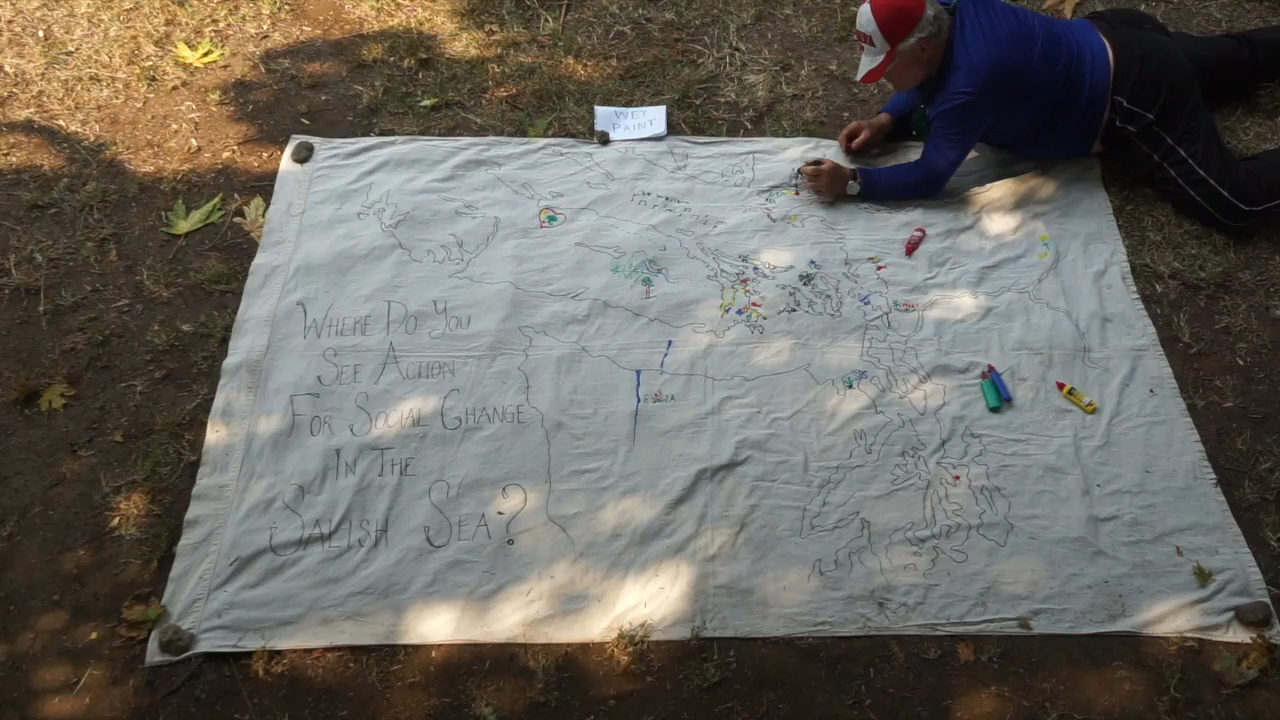 WET
PAINT
WHERE DO YOU
SEE ACTION
FOR SOCIAL CHANGE
IN THE
SALISH SEA?